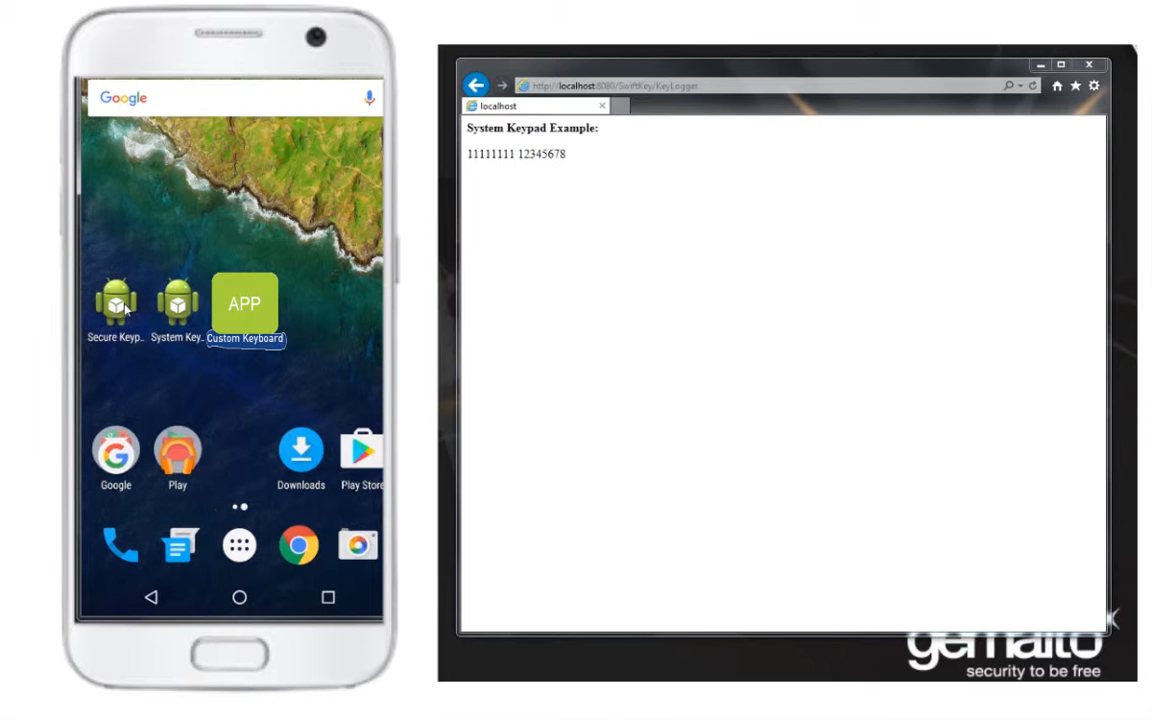 Google
APP
Secure Keyp..
System Key..
Custom Keyboard
Google
Play
Downloads
Play Store
http://localhost:8080/SwiftKey/KeyLogger
localhost
System Keypad Example:
11111111 12345678
gemalto
security to be free